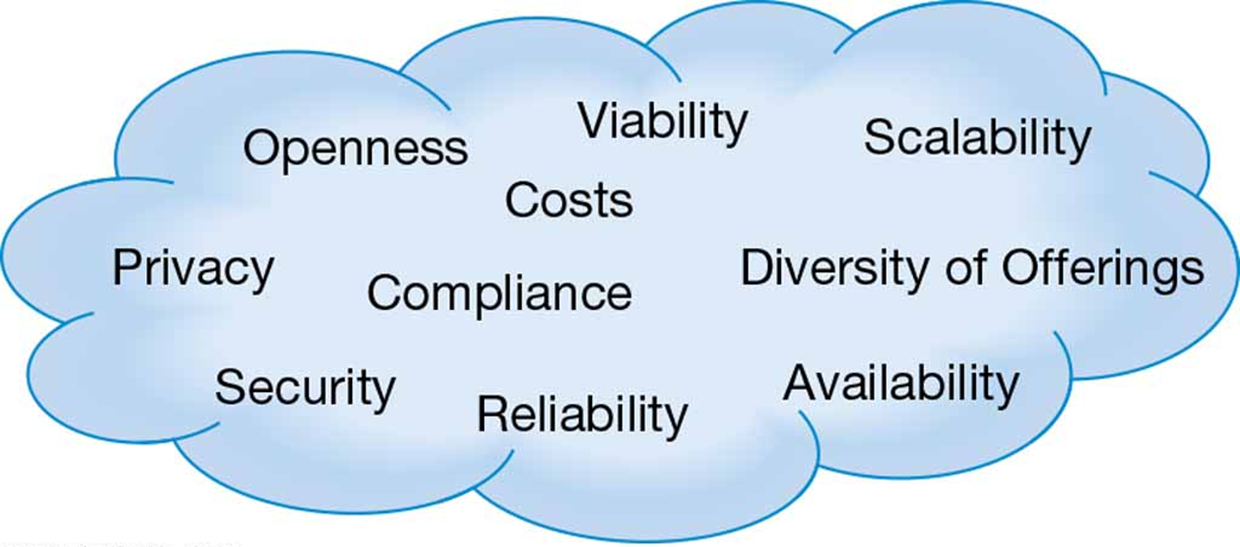 Viability
Scalability
Openness
Costs
Privacy
Diversity of Offerings
Compliance
Security
Availability
Reliability